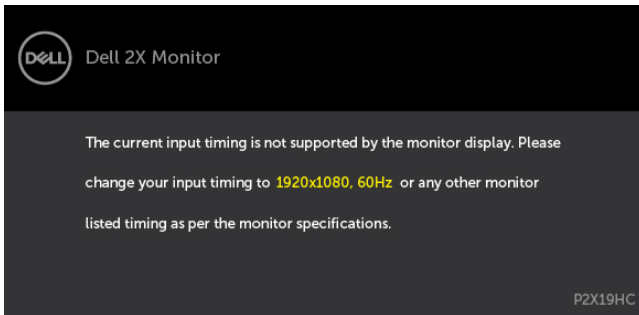 DELL
Dell 2X Monitor
The current input timing is not supported by the monitor display. Please
change your input timing to 1920x1080, 60Hz or any other monitor
listed timing as per the monitor specifications.
P2X19HC